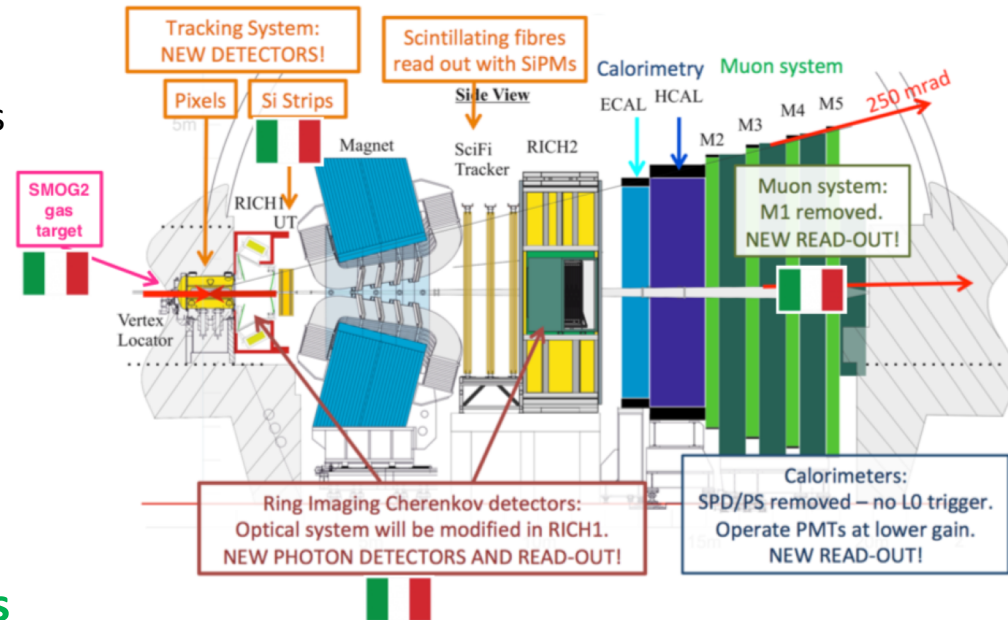 Tracking System:
NEW DETECTORS!
Pixels
Si Strips
Scintillating fibres
read out with SiPMs
Side View
Calorimetry
Muon system
ECAL
HCAL
M2
M3
M4
M5
250 mrad
5m
s
Magnet
SciFi
Tracker
RICH2
SMOG2
gas
target
RICH1
UT
Muon system:
M1 removed.
NEW READ-OUT!
Vertex
Locator
Ring Imaging Cherenkov detectors:
Optical system will be modified in RICH1.
NEW PHOTON DETECTORS AND READ-OUT!
Calorimeters:
SPD/PS removed – no L0 trigger.
Operate PMTs at lower gain.
NEW READ-OUT!
15m
s